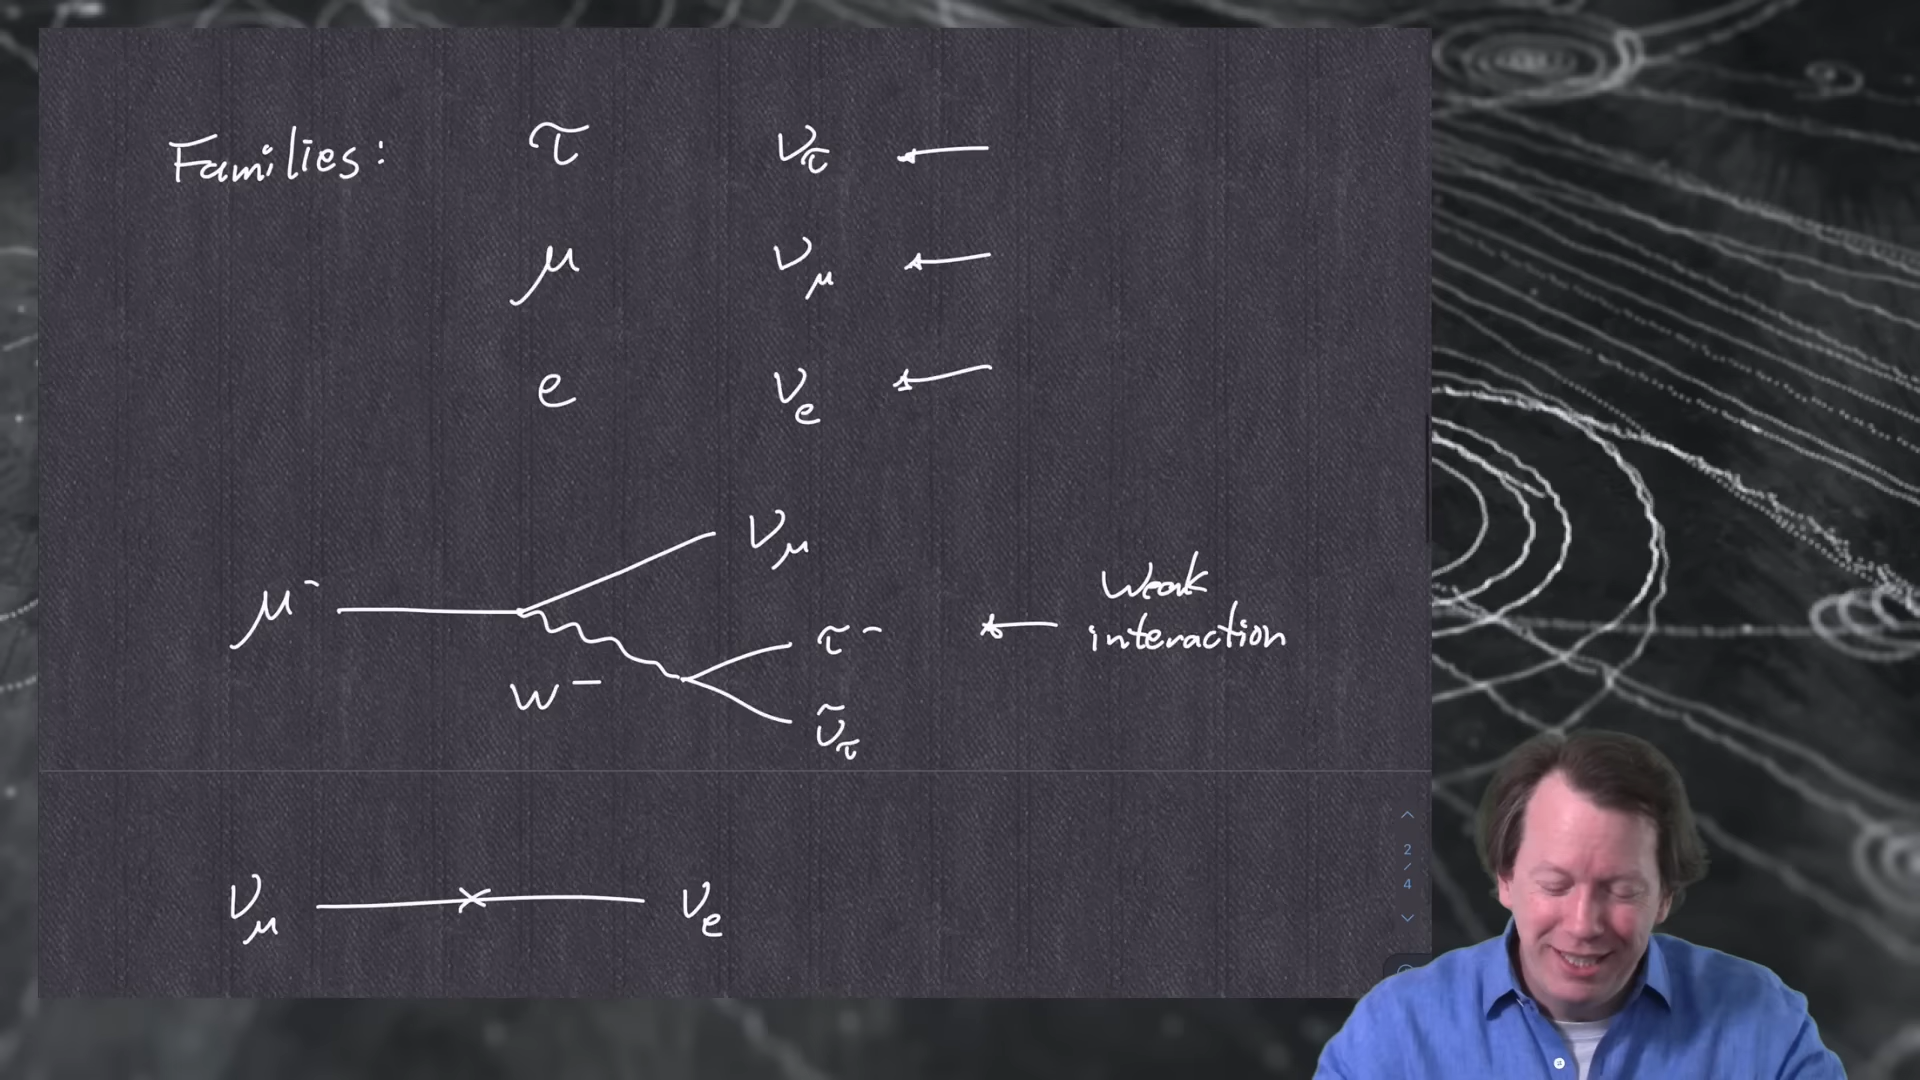 Families: τ ν_τ ←
μ ν_μ ←
e ν_e ←
ν_μ
μ⁻
τ⁻
W⁻
ν̃_τ
← Weak
interaction
2
/
4
ν_μ ν_e